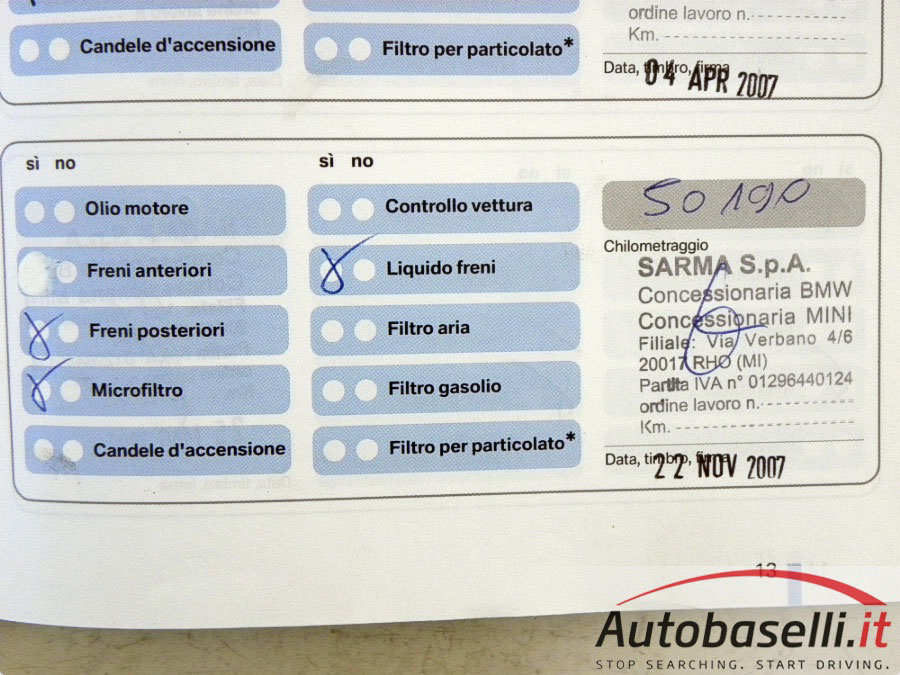 ordine lavoro n.
Km.
Candele d'accensione
Filtro per particolato*
Data, timbro, firma
04 APR 2007
sì no
sì no
Olio motore
Controllo vettura
50 190
Chilometraggio
Freni anteriori
Liquido freni
SARMA S.p.A.
Concessionaria BMW
Concessionaria MINI
Filiale: Via Verbano 4/6
20017 RHO (MI)
Partita IVA n° 01296440124
ordine lavoro n.
Km.
Freni posteriori
Filtro aria
Microfiltro
Filtro gasolio
Candele d'accensione
Filtro per particolato*
Data, timbro, firma
22 NOV 2007
13
Autobaselli.it
STOP SEARCHING. START DRIVING.